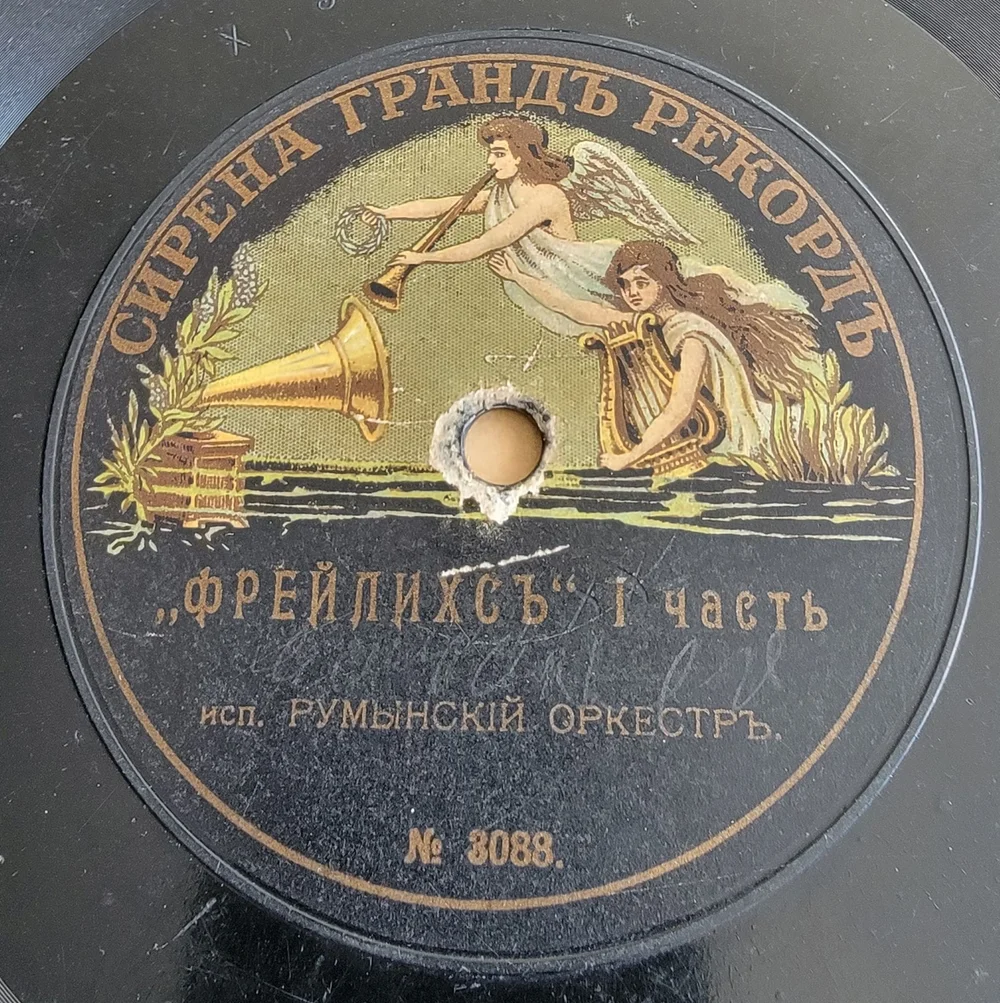 СИРЕНА ГРАНДЪ РЕКОРДЪ
„ФРЕЙЛИХСЪ“ I часть
исп. РУМЫНСКІЙ ОРКЕСТРЪ.
№ 3088.